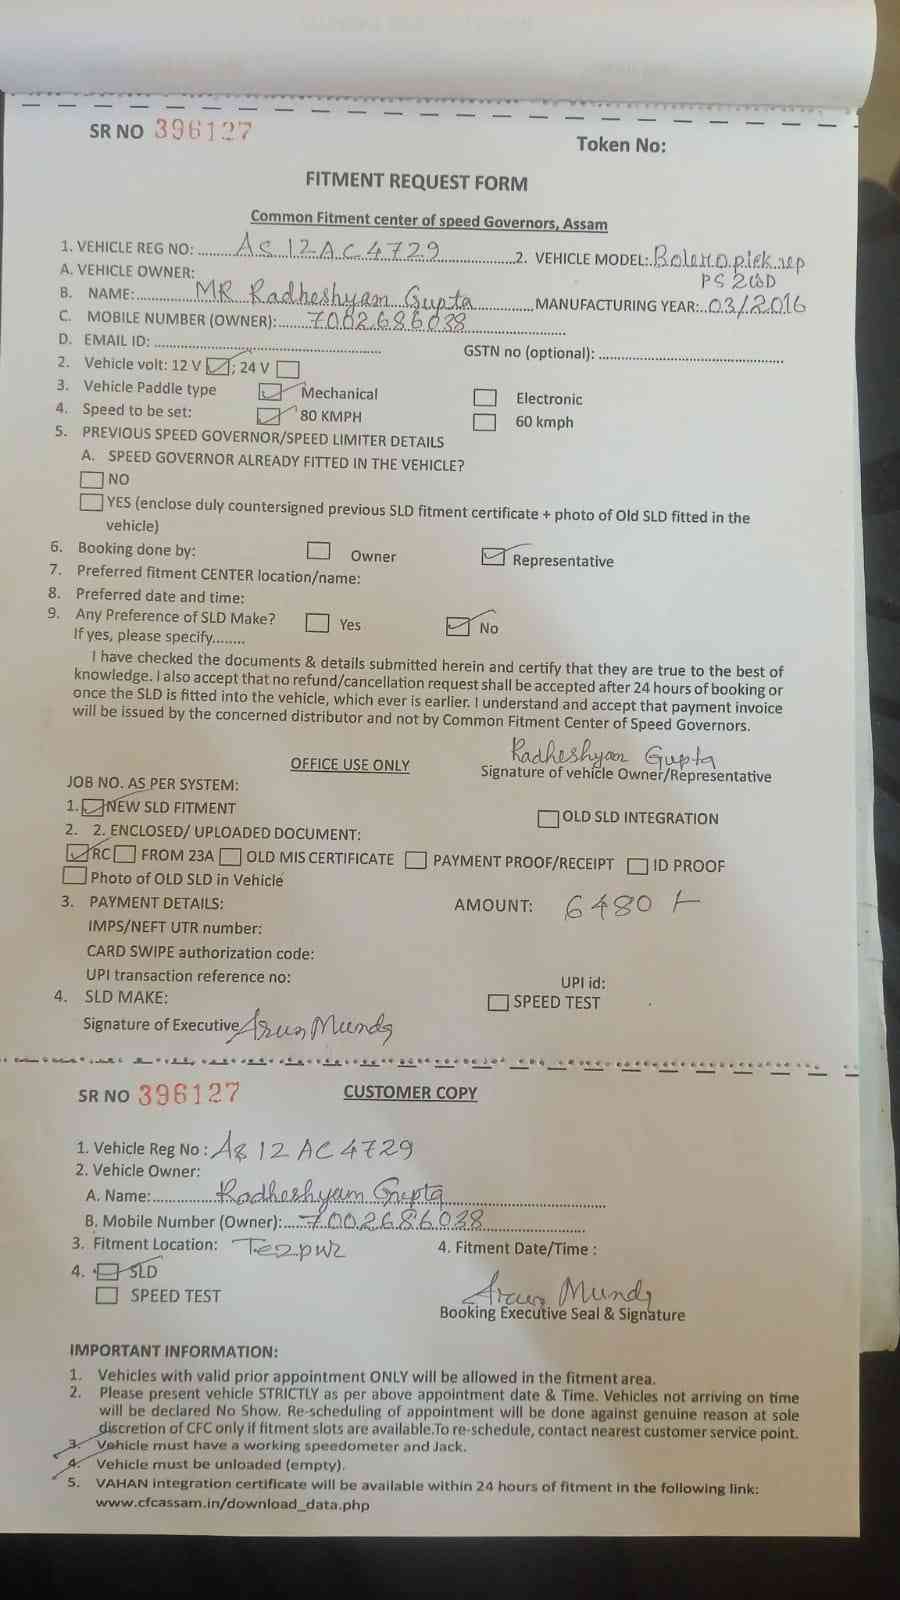 SR NO 396127
Token No:
FITMENT REQUEST FORM
Common Fitment center of speed Governors, Assam
1. VEHICLE REG NO: AS 12 AC 4729 2. VEHICLE MODEL: Bolero pick up
A. VEHICLE OWNER: PS 2WD
B. NAME: MR Radheshyam Gupta MANUFACTURING YEAR: 03/2016
C. MOBILE NUMBER (OWNER): 7002686038
D. EMAIL ID: GSTN no (optional):
2. Vehicle volt: 12 V ; 24 V
3. Vehicle Paddle type Mechanical Electronic
4. Speed to be set: 80 KMPH 60 kmph
5. PREVIOUS SPEED GOVERNOR/SPEED LIMITER DETAILS
A. SPEED GOVERNOR ALREADY FITTED IN THE VEHICLE?
NO
YES (enclose duly countersigned previous SLD fitment certificate + photo of Old SLD fitted in the
vehicle)
6. Booking done by: Owner Representative
7. Preferred fitment CENTER location/name:
8. Preferred date and time:
9. Any Preference of SLD Make? Yes No
If yes, please specify........
I have checked the documents & details submitted herein and certify that they are true to the best of
knowledge. I also accept that no refund/cancellation request shall be accepted after 24 hours of booking or
once the SLD is fitted into the vehicle, which ever is earlier. I understand and accept that payment invoice
will be issued by the concerned distributor and not by Common Fitment Center of Speed Governors.
Radheshyam Gupta
OFFICE USE ONLY Signature of vehicle Owner/Representative
JOB NO. AS PER SYSTEM:
1. NEW SLD FITMENT OLD SLD INTEGRATION
2. 2. ENCLOSED/ UPLOADED DOCUMENT:
RC FROM 23A OLD MIS CERTIFICATE PAYMENT PROOF/RECEIPT ID PROOF
Photo of OLD SLD in Vehicle
3. PAYMENT DETAILS: AMOUNT: 6480
IMPS/NEFT UTR number:
CARD SWIPE authorization code:
UPI transaction reference no: UPI id:
4. SLD MAKE: SPEED TEST
Signature of Executive Arun Munda
SR NO 396127 CUSTOMER COPY
1. Vehicle Reg No : AS 12 AC 4729
2. Vehicle Owner:
A. Name: Radheshyam Gupta
B. Mobile Number (Owner): 7002686038
3. Fitment Location: Tezpur 4. Fitment Date/Time :
4. SLD
SPEED TEST Arun Munda
Booking Executive Seal & Signature
IMPORTANT INFORMATION:
1. Vehicles with valid prior appointment ONLY will be allowed in the fitment area.
2. Please present vehicle STRICTLY as per above appointment date & Time. Vehicles not arriving on time
will be declared No Show. Re-scheduling of appointment will be done against genuine reason at sole
discretion of CFC only if fitment slots are available.To re-schedule, contact nearest customer service point.
3. Vehicle must have a working speedometer and Jack.
4. Vehicle must be unloaded (empty).
5. VAHAN integration certificate will be available within 24 hours of fitment in the following link:
www.cfcassam.in/download_data.php